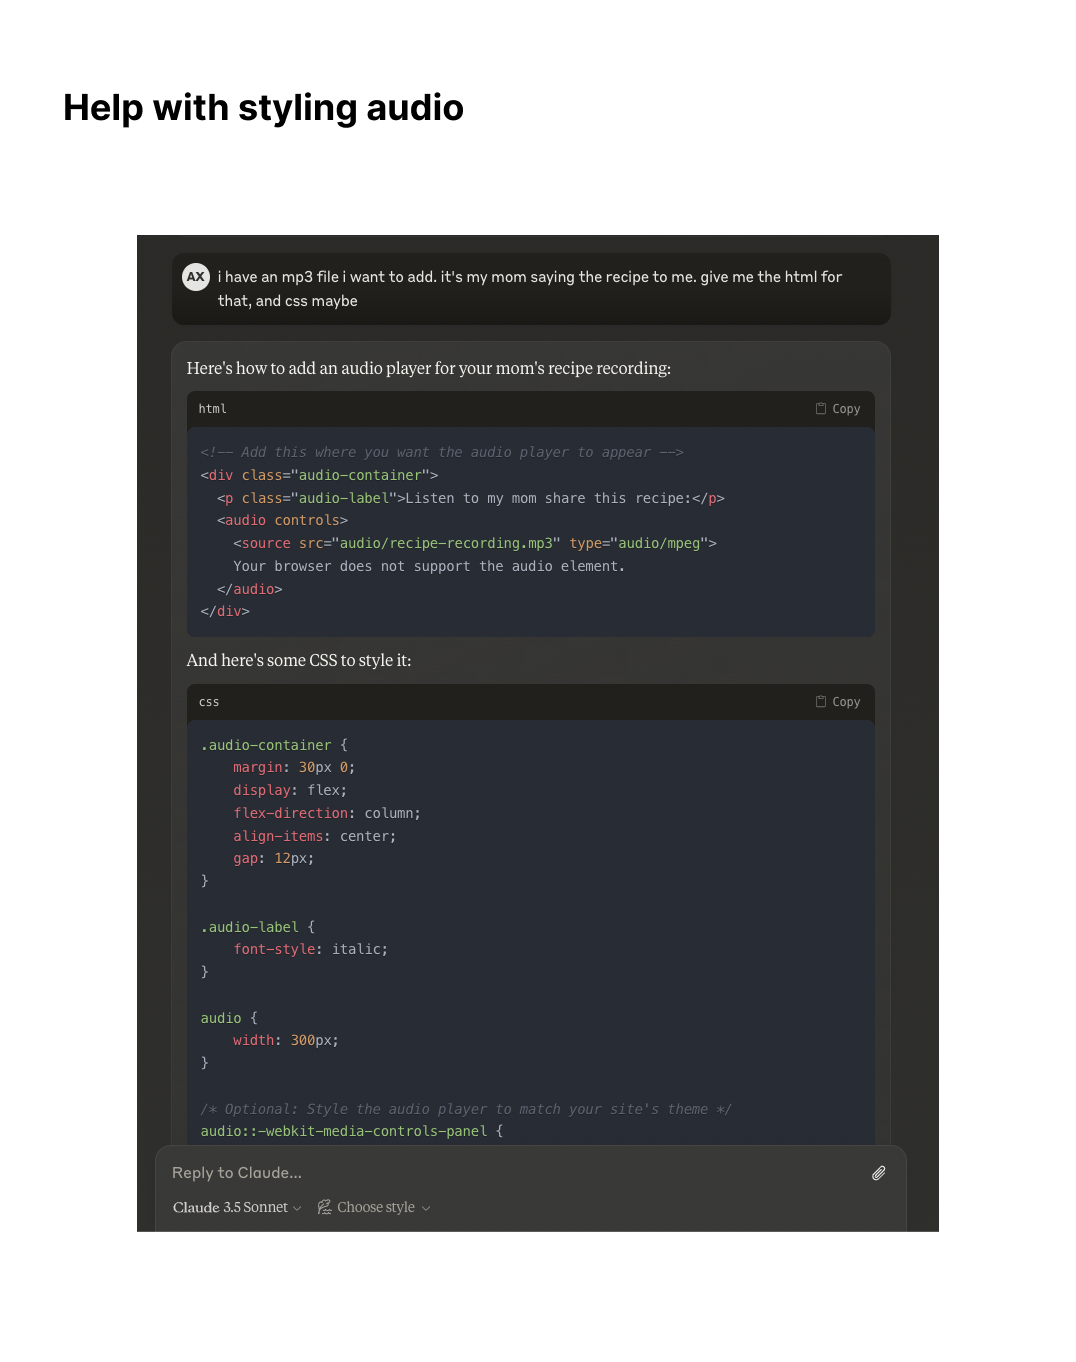 Help with styling audio
AX
i have an mp3 file i want to add. it's my mom saying the recipe to me. give me the html for
that, and css maybe
Here's how to add an audio player for your mom's recipe recording:
html
Copy
<!-- Add this where you want the audio player to appear -->
<div class="audio-container">
  <p class="audio-label">Listen to my mom share this recipe:</p>
  <audio controls>
    <source src="audio/recipe-recording.mp3" type="audio/mpeg">
    Your browser does not support the audio element.
  </audio>
</div>
And here's some CSS to style it:
css
Copy
.audio-container {
    margin: 30px 0;
    display: flex;
    flex-direction: column;
    align-items: center;
    gap: 12px;
}
.audio-label {
    font-style: italic;
}
audio {
    width: 300px;
}
/* Optional: Style the audio player to match your site's theme */
audio::-webkit-media-controls-panel {
Reply to Claude...
Claude 3.5 Sonnet
Choose style